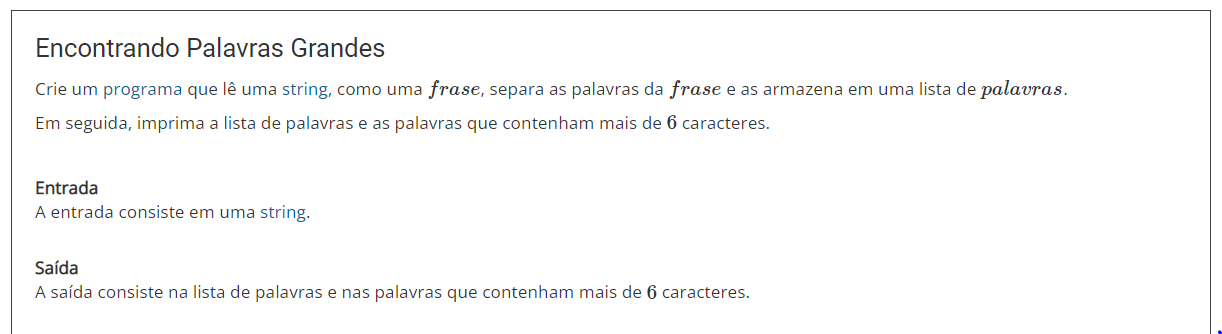 Encontrando Palavras Grandes
Crie um programa que lê uma string, como uma frase, separa as palavras da frase e as armazena em uma lista de palavras.
Em seguida, imprima a lista de palavras e as palavras que contenham mais de 6 caracteres.
Entrada
A entrada consiste em uma string.
Saída
A saída consiste na lista de palavras e nas palavras que contenham mais de 6 caracteres.